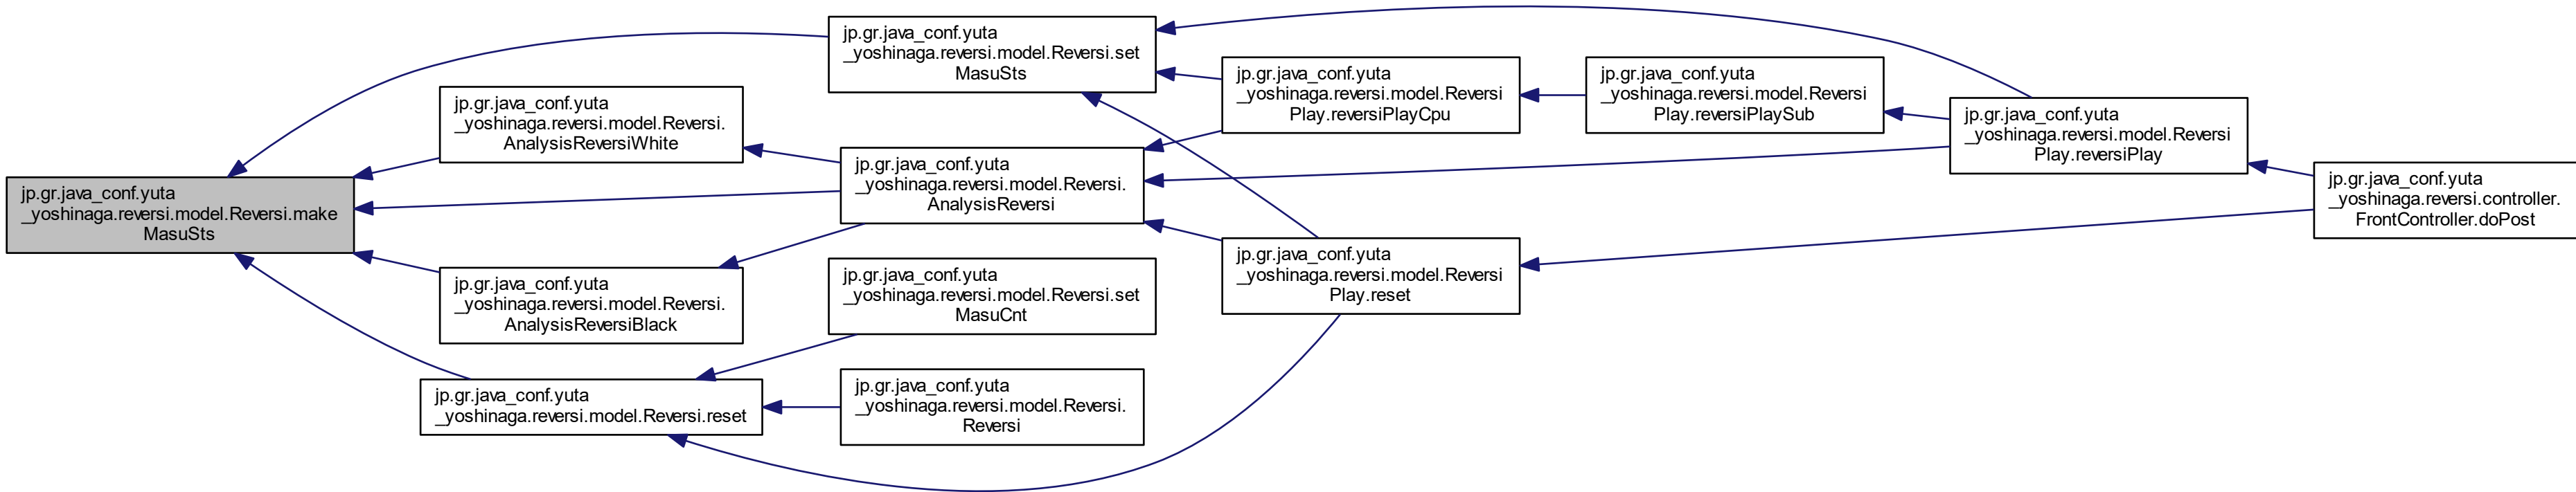 jp.gr.java_conf.yuta
_yoshinaga.reversi.model.Reversi.make
MasuSts
jp.gr.java_conf.yuta
_yoshinaga.reversi.model.Reversi.set
MasuSts
jp.gr.java_conf.yuta
_yoshinaga.reversi.model.Reversi.
AnalysisReversiWhite
jp.gr.java_conf.yuta
_yoshinaga.reversi.model.Reversi.
AnalysisReversi
jp.gr.java_conf.yuta
_yoshinaga.reversi.model.Reversi.
AnalysisReversiBlack
jp.gr.java_conf.yuta
_yoshinaga.reversi.model.Reversi.reset
jp.gr.java_conf.yuta
_yoshinaga.reversi.model.Reversi.set
MasuCnt
jp.gr.java_conf.yuta
_yoshinaga.reversi.model.Reversi.
Reversi
jp.gr.java_conf.yuta
_yoshinaga.reversi.model.Reversi
Play.reversiPlayCpu
jp.gr.java_conf.yuta
_yoshinaga.reversi.model.Reversi
Play.reset
jp.gr.java_conf.yuta
_yoshinaga.reversi.model.Reversi
Play.reversiPlaySub
jp.gr.java_conf.yuta
_yoshinaga.reversi.model.Reversi
Play.reversiPlay
jp.gr.java_conf.yuta
_yoshinaga.reversi.controller.
FrontController.doPost